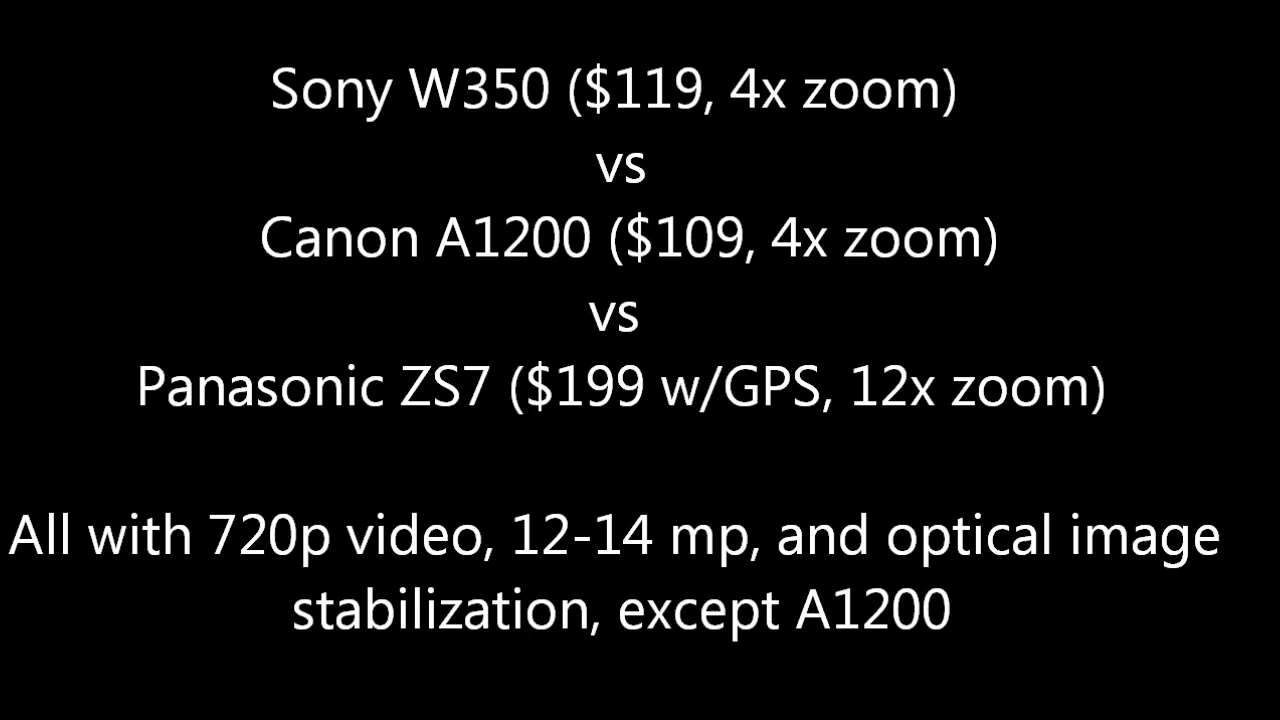 Sony W350 ($119, 4x zoom)
vs
Canon A1200 ($109, 4x zoom)
vs
Panasonic ZS7 ($199 w/GPS, 12x zoom)
All with 720p video, 12-14 mp, and optical image
stabilization, except A1200